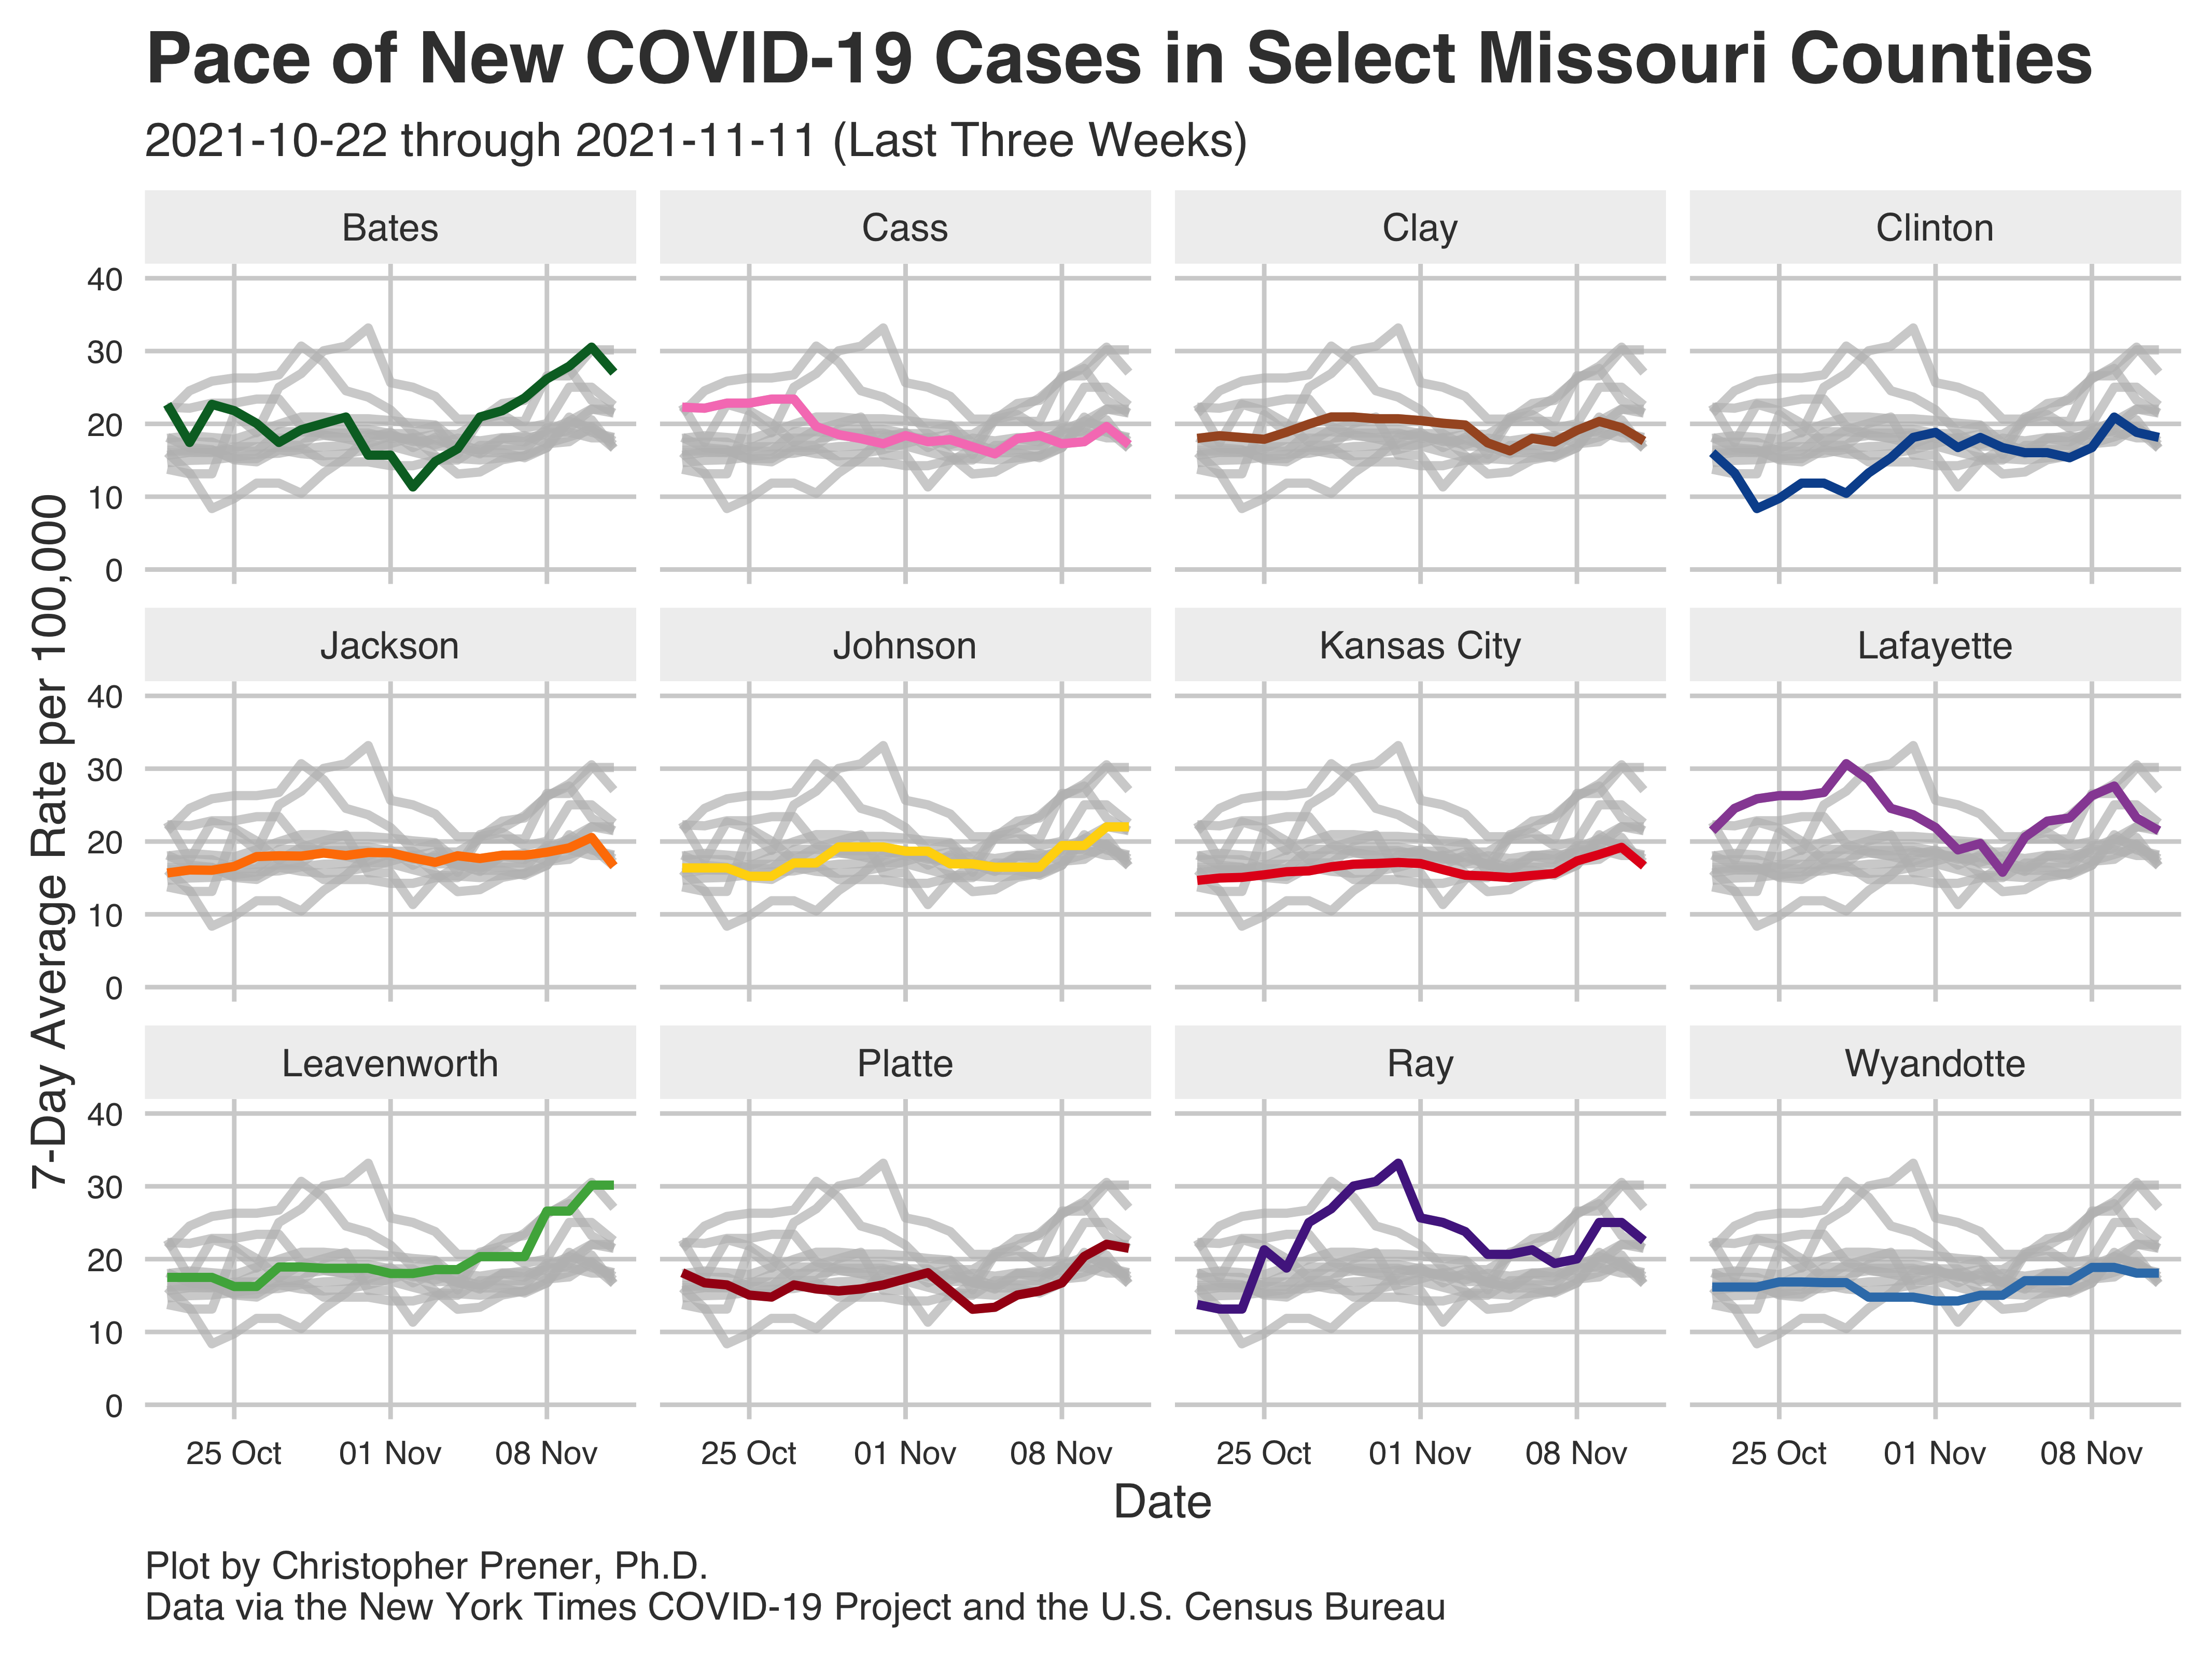 Pace of New COVID-19 Cases in Select Missouri Counties
2021-10-22 through 2021-11-11 (Last Three Weeks)
7-Day Average Rate per 100,000
Bates
Cass
Clay
Clinton
40
30
20
10
0
Jackson
Johnson
Kansas City
Lafayette
40
30
20
10
0
Leavenworth
Platte
Ray
Wyandotte
40
30
20
10
0
25 Oct 01 Nov 08 Nov
25 Oct 01 Nov 08 Nov
25 Oct 01 Nov 08 Nov
25 Oct 01 Nov 08 Nov
Date
Plot by Christopher Prener, Ph.D.
Data via the New York Times COVID-19 Project and the U.S. Census Bureau